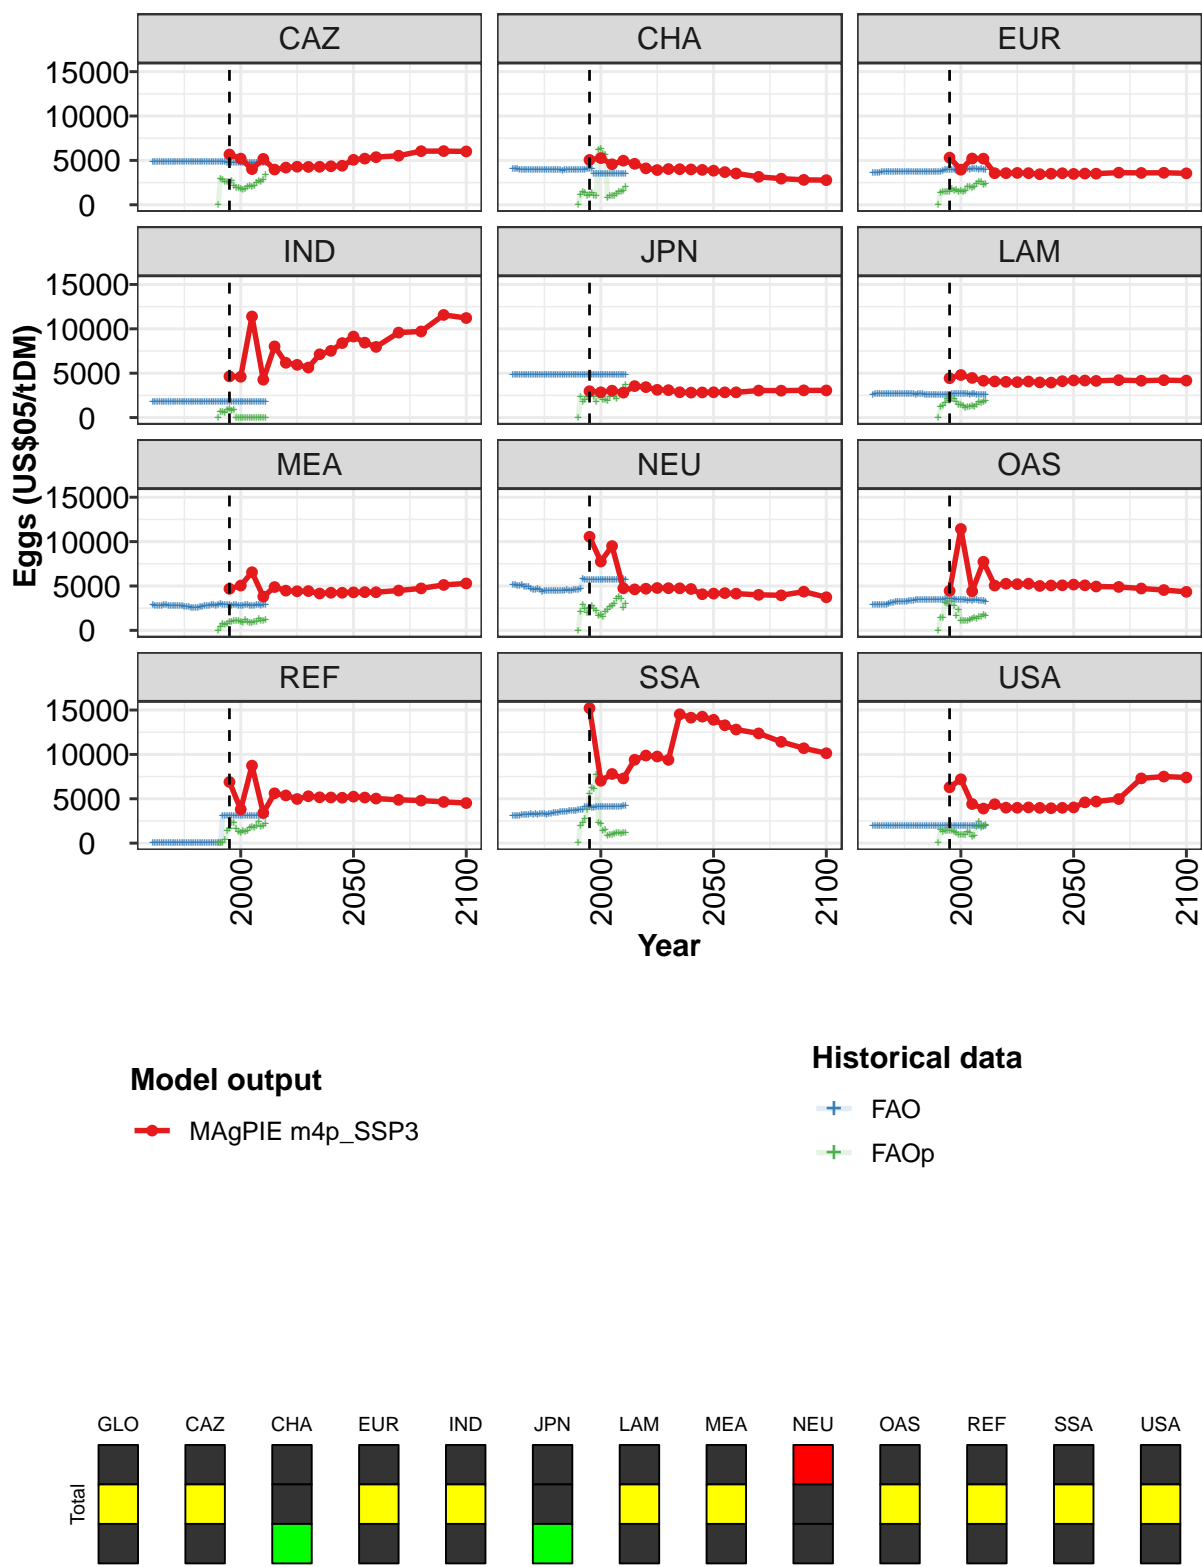 CAZ CHA EUR
15000
10000
5000
0
IND JPN LAM
15000
10000
5000
0
MEA NEU OAS
15000
10000
5000
0
REF SSA USA
15000
10000
5000
0
Eggs (US$05/tDM)
2000 2050 2100 2000 2050 2100 2000 2050 2100
Year
Model output
MAgPIE m4p_SSP3
Historical data
FAO
FAOp
GLO CAZ CHA EUR IND JPN LAM MEA NEU OAS REF SSA USA
Total